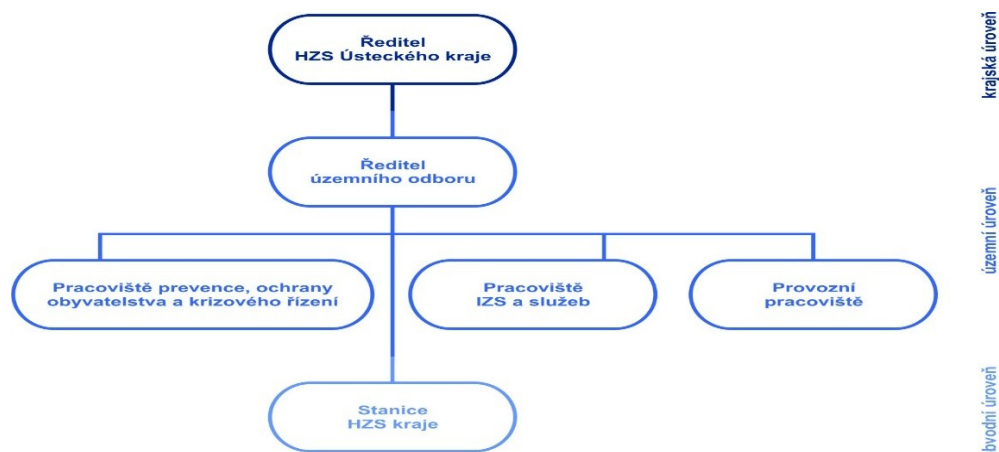 Ředitel
HZS Ústeckého kraje
krajská úroveň
Ředitel
územního odboru
územní úroveň
Pracoviště prevence, ochrany
obyvatelstva a krizového řízení
Pracoviště
IZS a služeb
Provozní
pracoviště
Stanice
HZS kraje
bvodní úroveň